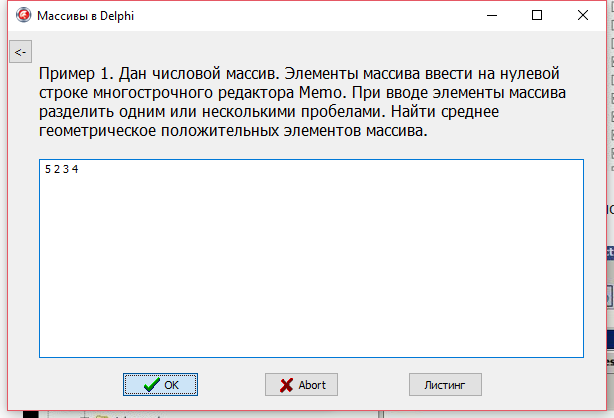 Массивы в Delphi
<-
Пример 1. Дан числовой массив. Элементы массива ввести на нулевой
строке многострочного редактора Memo. При вводе элементы массива
разделить одним или несколькими пробелами. Найти среднее
геометрическое положительных элементов массива.
5 2 3 4
OK Abort Листинг